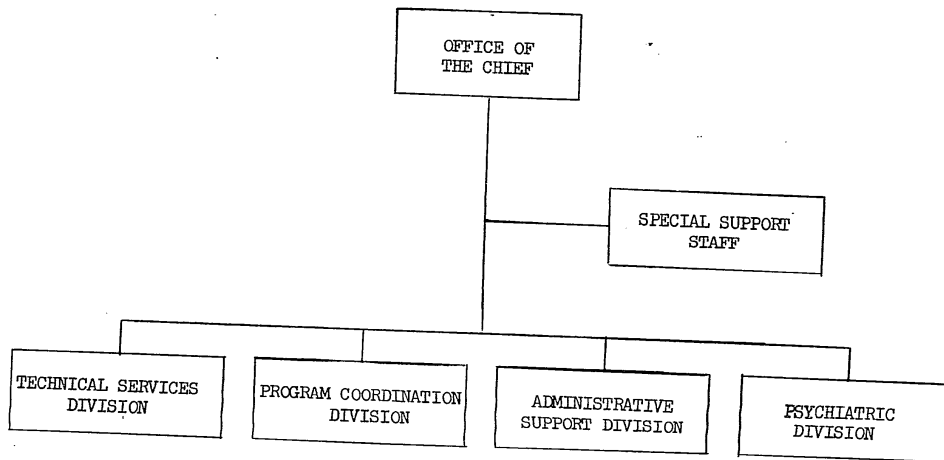 OFFICE OF
THE CHIEF
SPECIAL SUPPORT
STAFF
TECHNICAL SERVICES
DIVISION
PROGRAM COORDINATION
DIVISION
ADMINISTRATIVE
SUPPORT DIVISION
PSYCHIATRIC
DIVISION